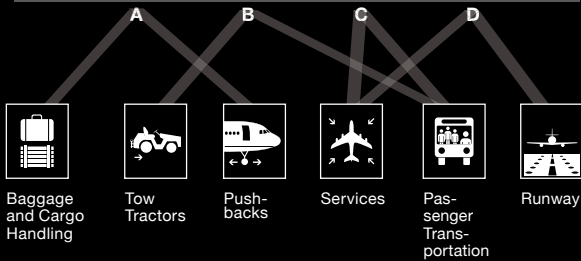 A B C D
Baggage
and Cargo
Handling
Tow
Tractors
Push-
backs
Services
Pas-
senger
Trans-
portation
Runway